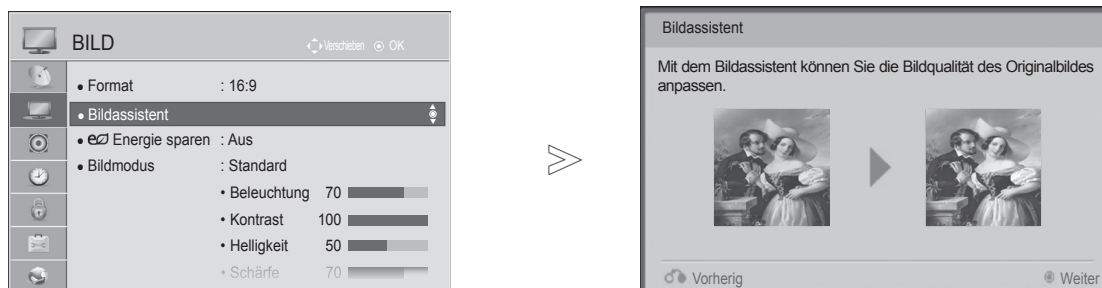 BILD
Verschieben OK
• Format : 16:9
• Bildassistent
• Energie sparen : Aus
• Bildmodus : Standard
• Beleuchtung 70
• Kontrast 100
• Helligkeit 50
• Schärfe 70
Bildassistent
Mit dem Bildassistent können Sie die Bildqualität des Originalbildes
anpassen.
Vorherig
Weiter